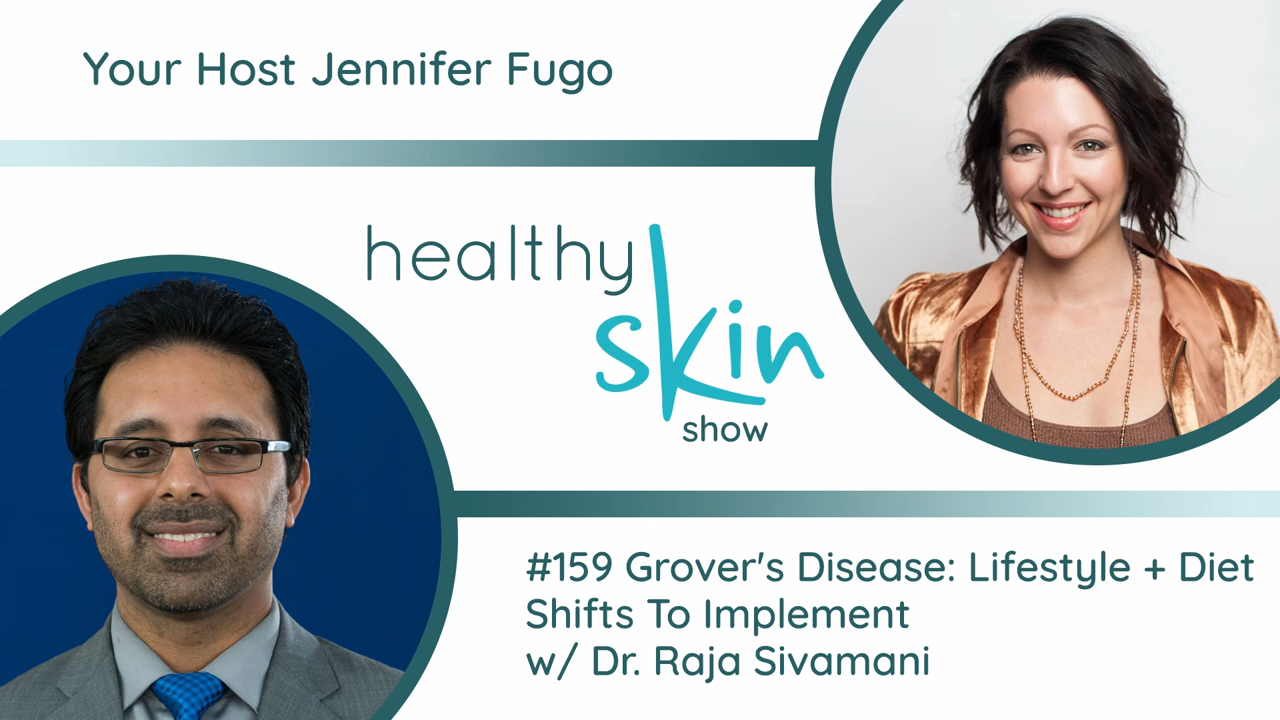 Your Host Jennifer Fugo
healthy
skin
show
#159 Grover's Disease: Lifestyle + Diet
Shifts To Implement
w/ Dr. Raja Sivamani